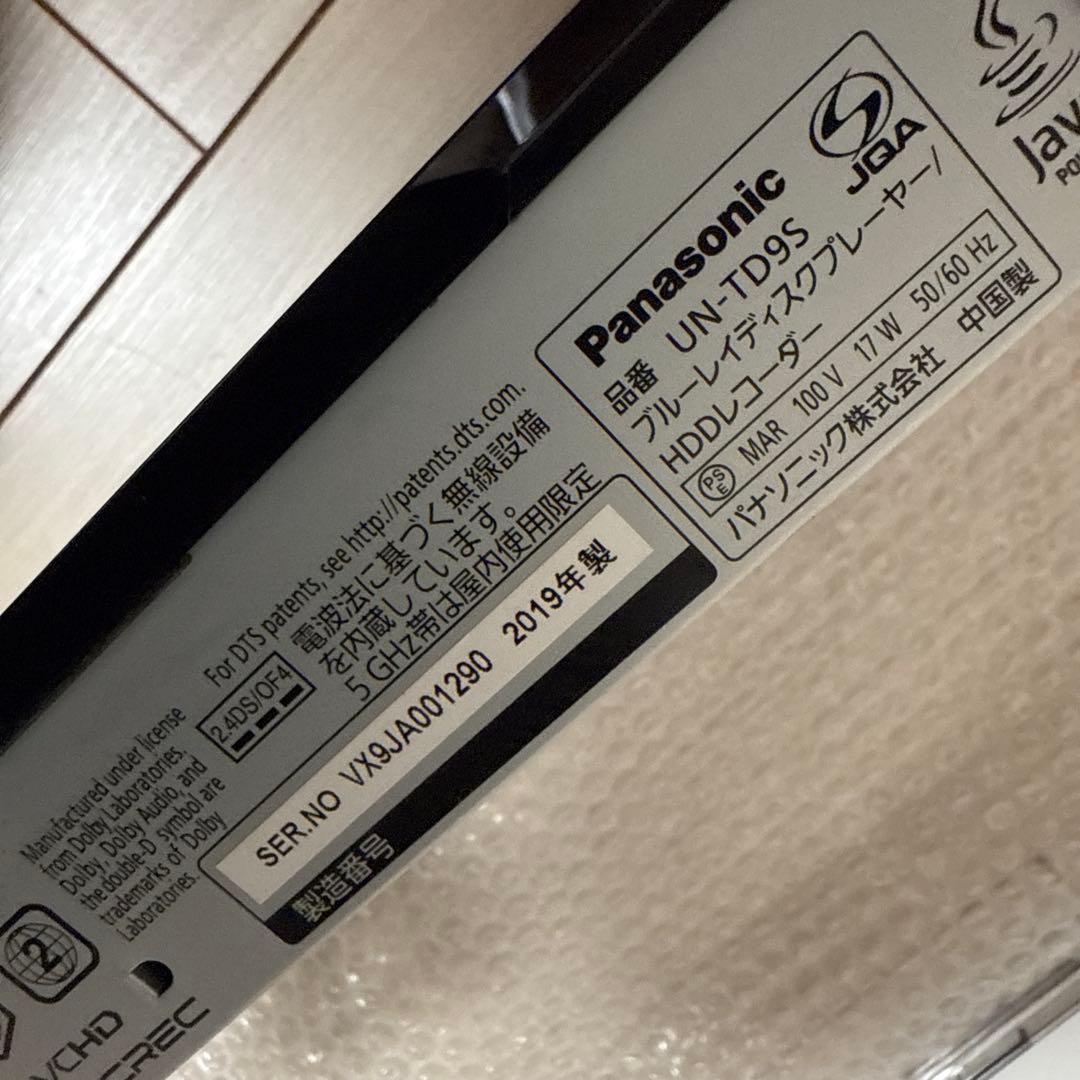 JQA
Panasonic
品番 UN-TD9S
ブルーレイディスクプレーヤー/
HDDレコーダー
PSE MAR 100 V 17 W 50/60 Hz
パナソニック株式会社 中国製
For DTS patents, see http://patents.dts.com.
2.4DS/OF4
電波法に基づく無線設備
を内蔵しています。
5 GHz帯は屋内使用限定
SER.NO VX9JA001290 2019年製
製造番号
Manufactured under license
from Dolby Laboratories.
Dolby, Dolby Audio, and
the double-D symbol are
trademarks of Dolby
Laboratories.
2